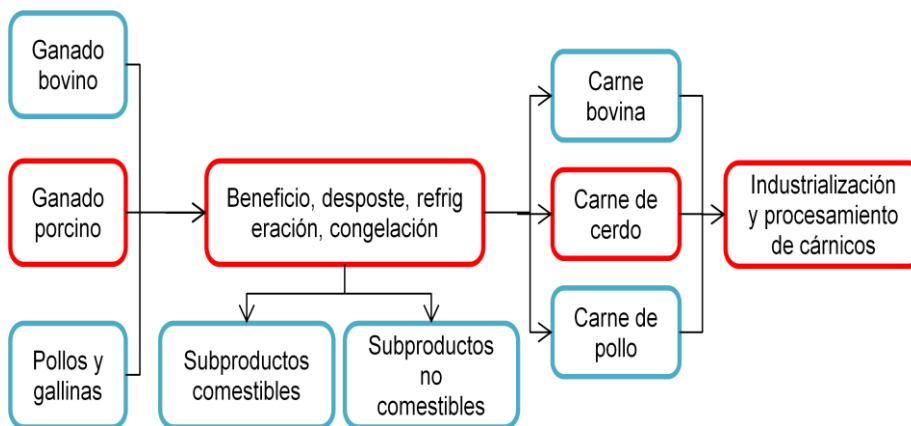 Ganado
bovino
Ganado
porcino
Pollos y
gallinas
Beneficio, desposte, refrig
eración, congelación
Subproductos
comestibles
Subproductos
no
comestibles
Carne
bovina
Carne de
cerdo
Carne de
pollo
Industrialización
y procesamiento
de cárnicos